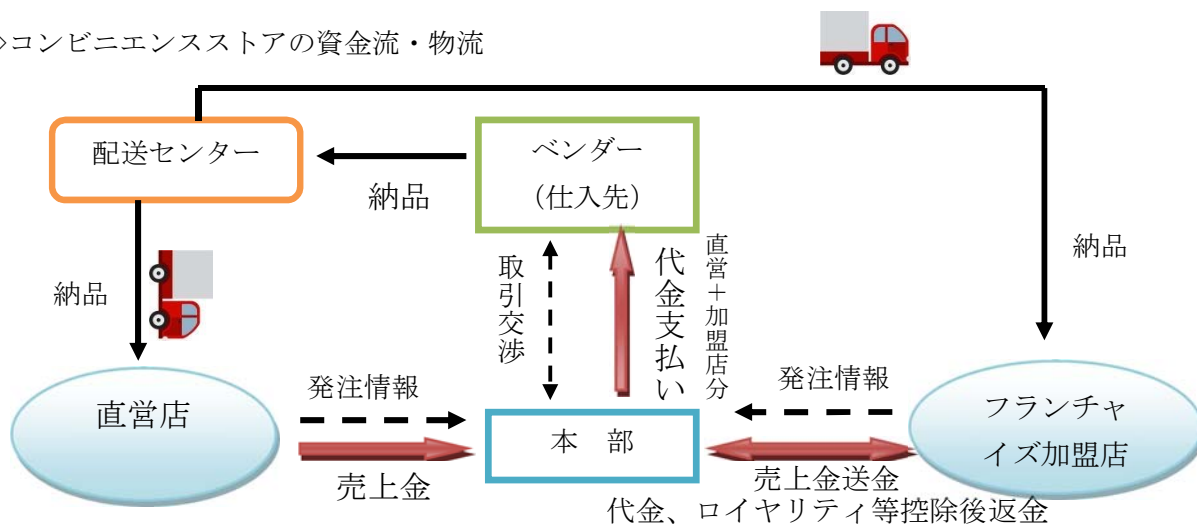 ◇コンビニエンスストアの資金流・物流
配送センター
ベンダー
(仕入先)
納品
納品
納品
取引交渉
代金支払い
直営+加盟店分
直営店
発注情報
売上金
本 部
発注情報
売上金送金
フランチャ
イズ加盟店
代金、ロイヤリティ等控除後返金